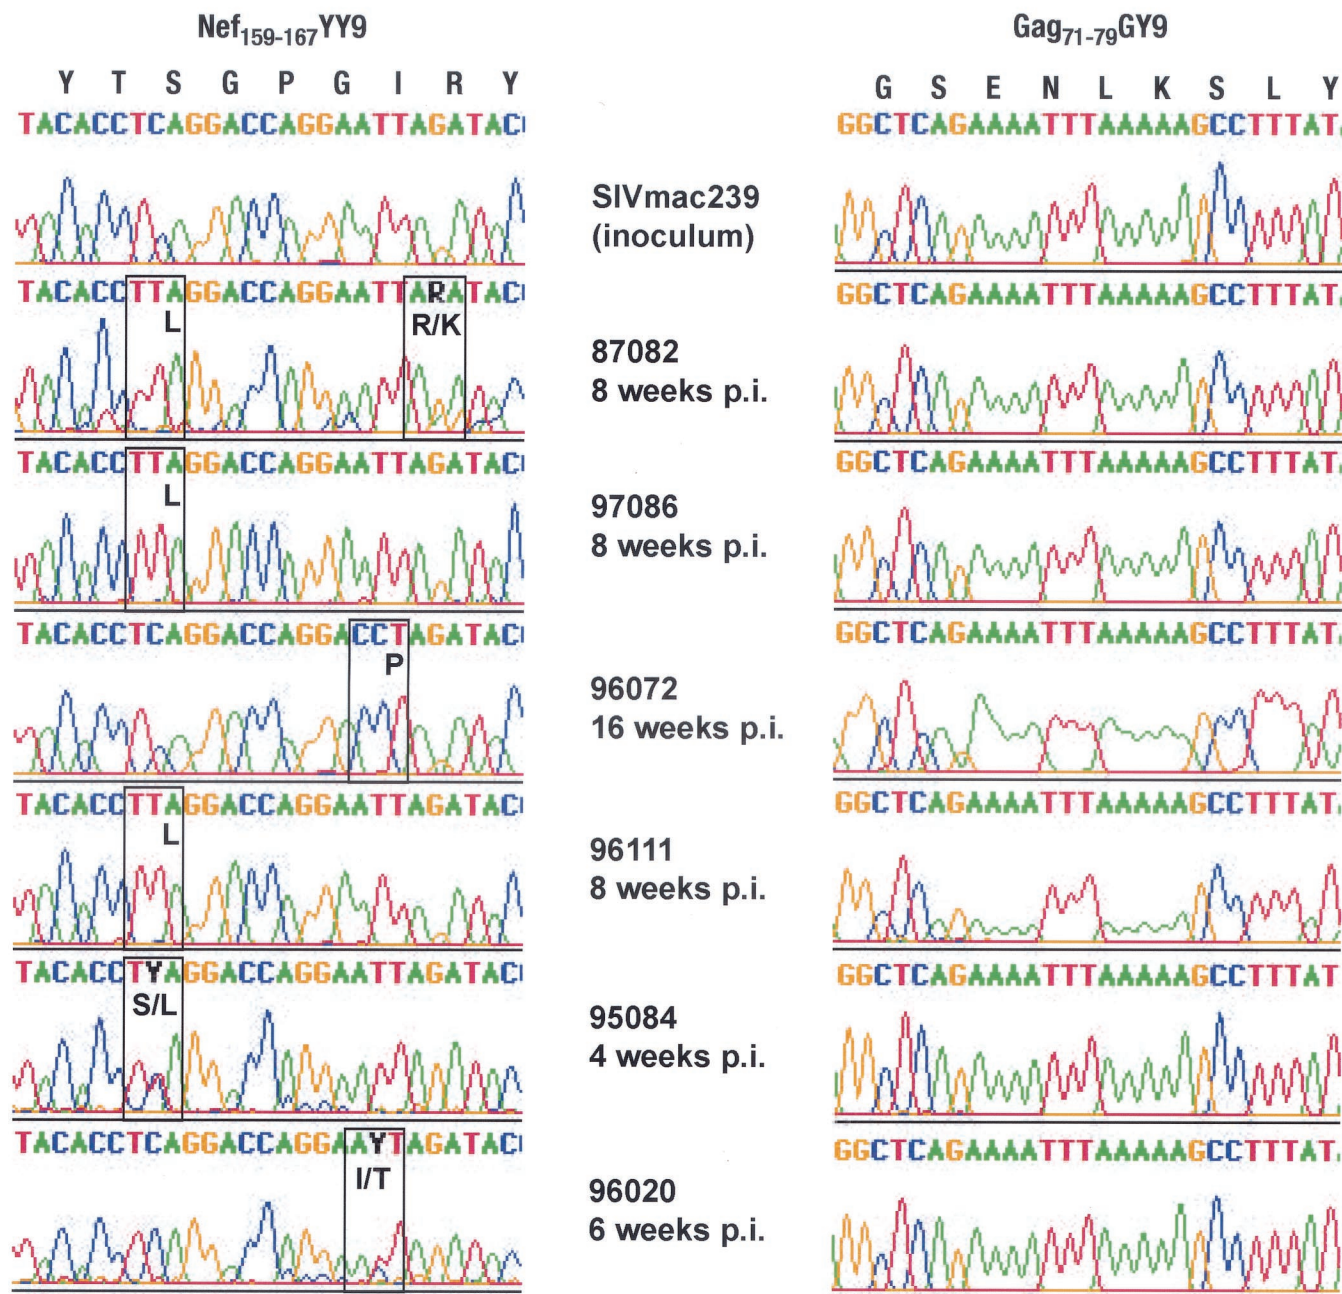 Nef159-167YY9
Gag71-79GY9
Y T S G P G I R Y
G S E N L K S L Y
TACACCTCAGGACCAGGAATTAGATAC
GGCTCAGAAAATTTAAAAAGCCTTTAT
SIVmac239
(inoculum)
TACACCTTAGGACCAGGAATTARATAC
L
R/K
87082
8 weeks p.i.
GGCTCAGAAAATTTAAAAAGCCTTTAT
TACACCTTAGGACCAGGAATTAGATAC
L
97086
8 weeks p.i.
GGCTCAGAAAATTTAAAAAGCCTTTAT
TACACCTCAGGACCAGGACCTAGATAC
P
96072
16 weeks p.i.
GGCTCAGAAAATTTAAAAAGCCTTTAT
TACACCTTAGGACCAGGAATTAGATAC
L
96111
8 weeks p.i.
GGCTCAGAAAATTTAAAAAGCCTTTAT
TACACCTYAGGACCAGGAATTAGATAC
S/L
95084
4 weeks p.i.
GGCTCAGAAAATTTAAAAAGCCTTTAT
TACACCTCAGGACCAGGAAYTAGATAC
I/T
96020
6 weeks p.i.
GGCTCAGAAAATTTAAAAAGCCTTTAT